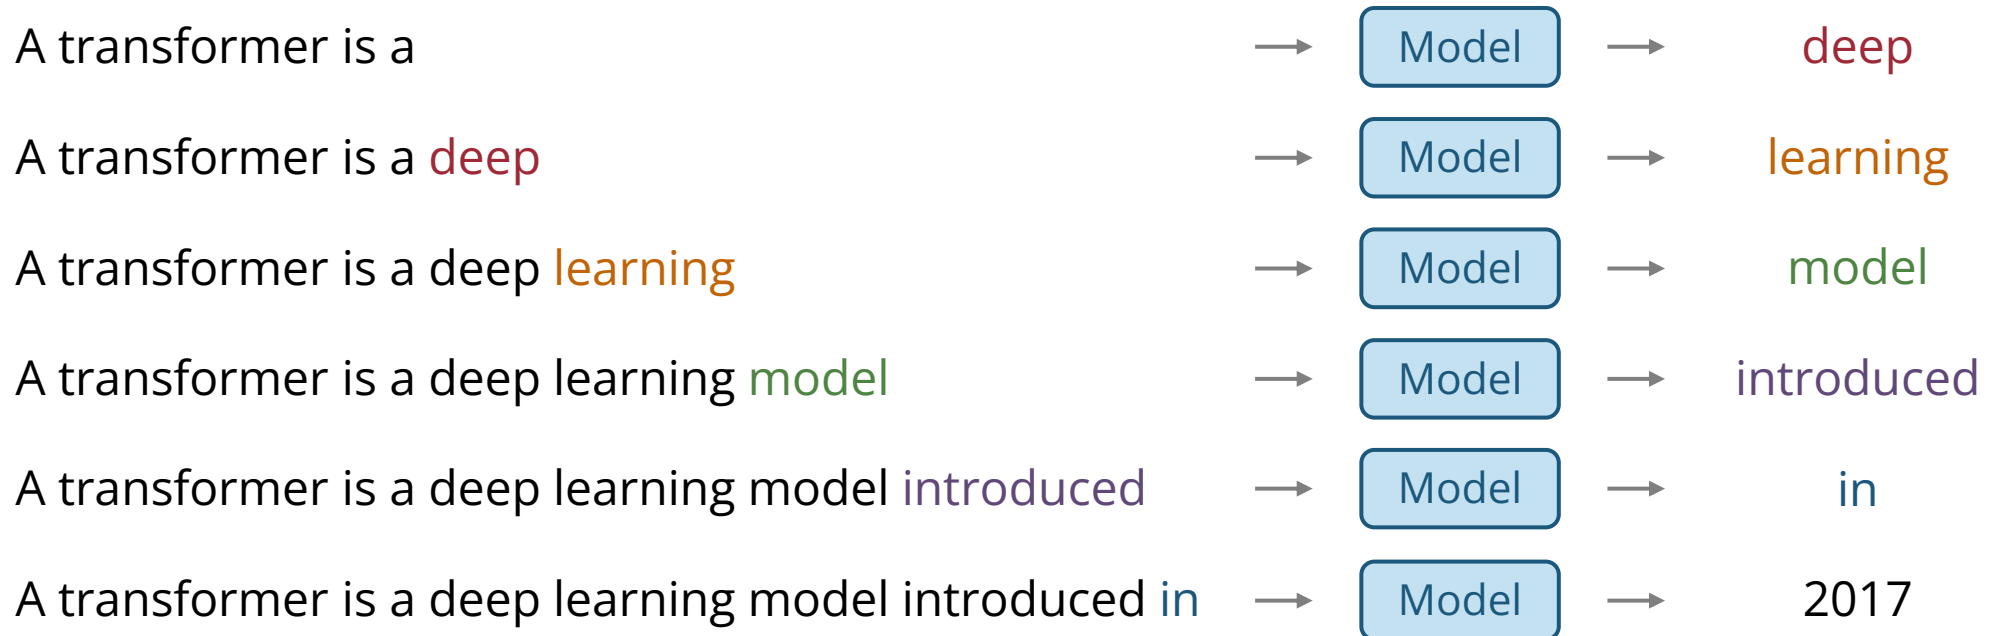 A transformer is a Model deep
A transformer is a deep Model learning
A transformer is a deep learning Model model
A transformer is a deep learning model Model introduced
A transformer is a deep learning model introduced Model in
A transformer is a deep learning model introduced in Model 2017